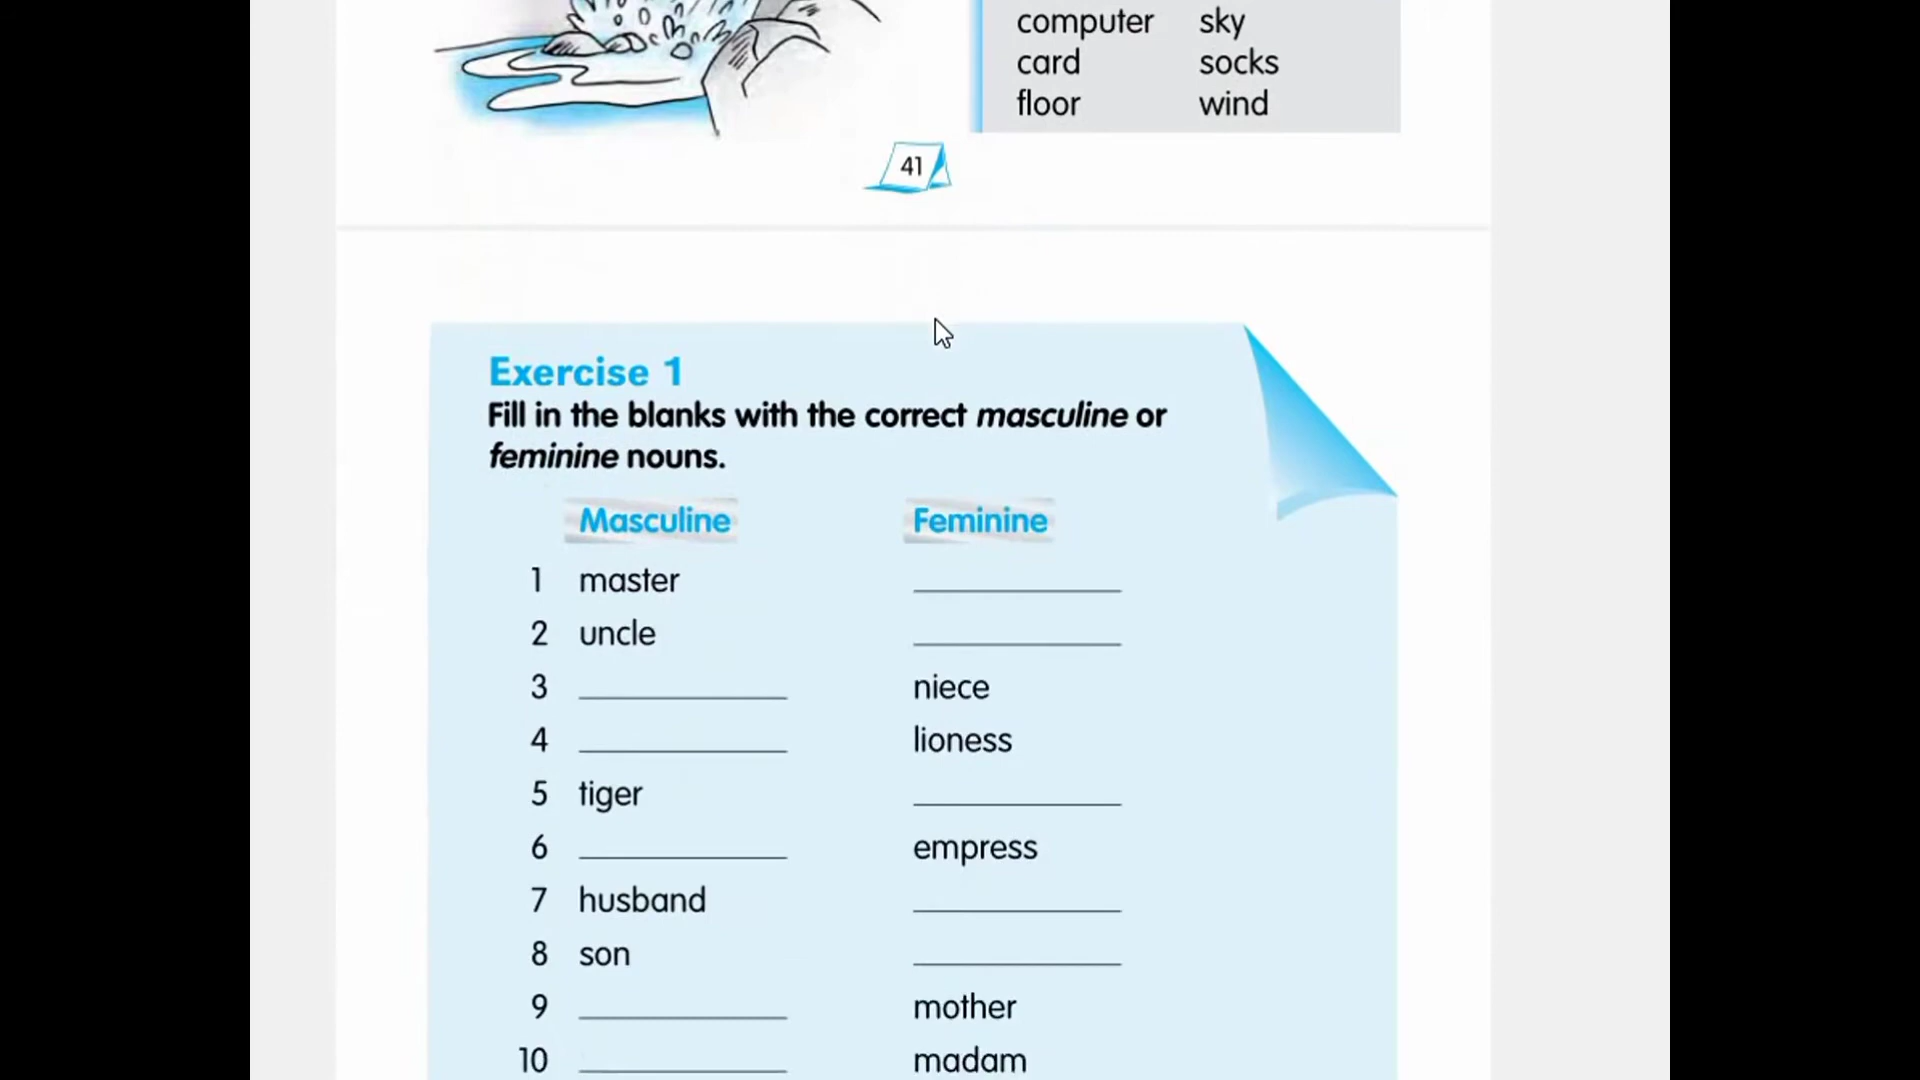 computer sky
card socks
floor wind
41
Exercise 1
Fill in the blanks with the correct masculine or
feminine nouns.
Masculine Feminine
1 master
2 uncle
3 niece
4 lioness
5 tiger
6 empress
7 husband
8 son
9 mother
10 madam